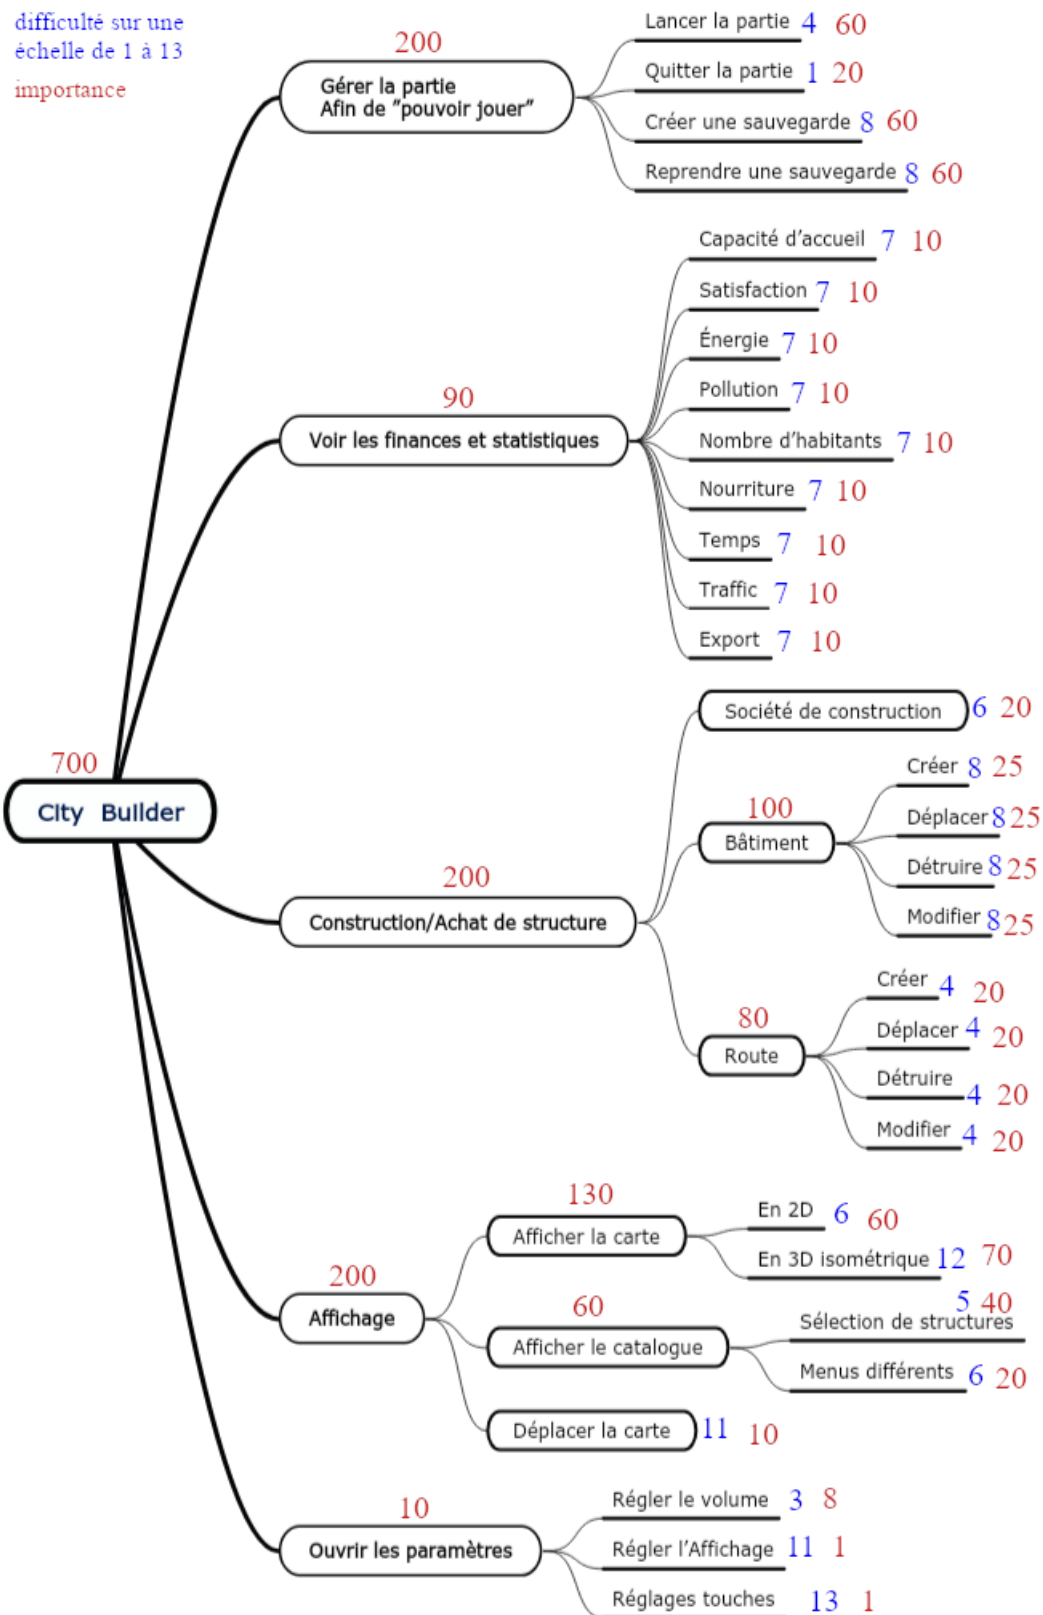 difficulté sur une
échelle de 1 à 13
importance
200
Gérer la partie
Afin de "pouvoir jouer"
Lancer la partie 4 60
Quitter la partie 1 20
Créer une sauvegarde 8 60
Reprendre une sauvegarde 8 60
90
Voir les finances et statistiques
Capacité d'accueil 7 10
Satisfaction 7 10
Énergie 7 10
Pollution 7 10
Nombre d'habitants 7 10
Nourriture 7 10
Temps 7 10
Traffic 7 10
Export 7 10
700
City Builder
200
Construction/Achat de structure
Société de construction 6 20
100
Bâtiment
Créer 8 25
Déplacer 8 25
Détruire 8 25
Modifier 8 25
80
Route
Créer 4 20
Déplacer 4 20
Détruire 4 20
Modifier 4 20
200
Affichage
130
Afficher la carte
En 2D 6 60
En 3D isométrique 12 70
60
Afficher le catalogue
5 40
Sélection de structures
Menus différents 6 20
Déplacer la carte 11 10
10
Ouvrir les paramètres
Régler le volume 3 8
Régler l'Affichage 11 1
Réglages touches 13 1